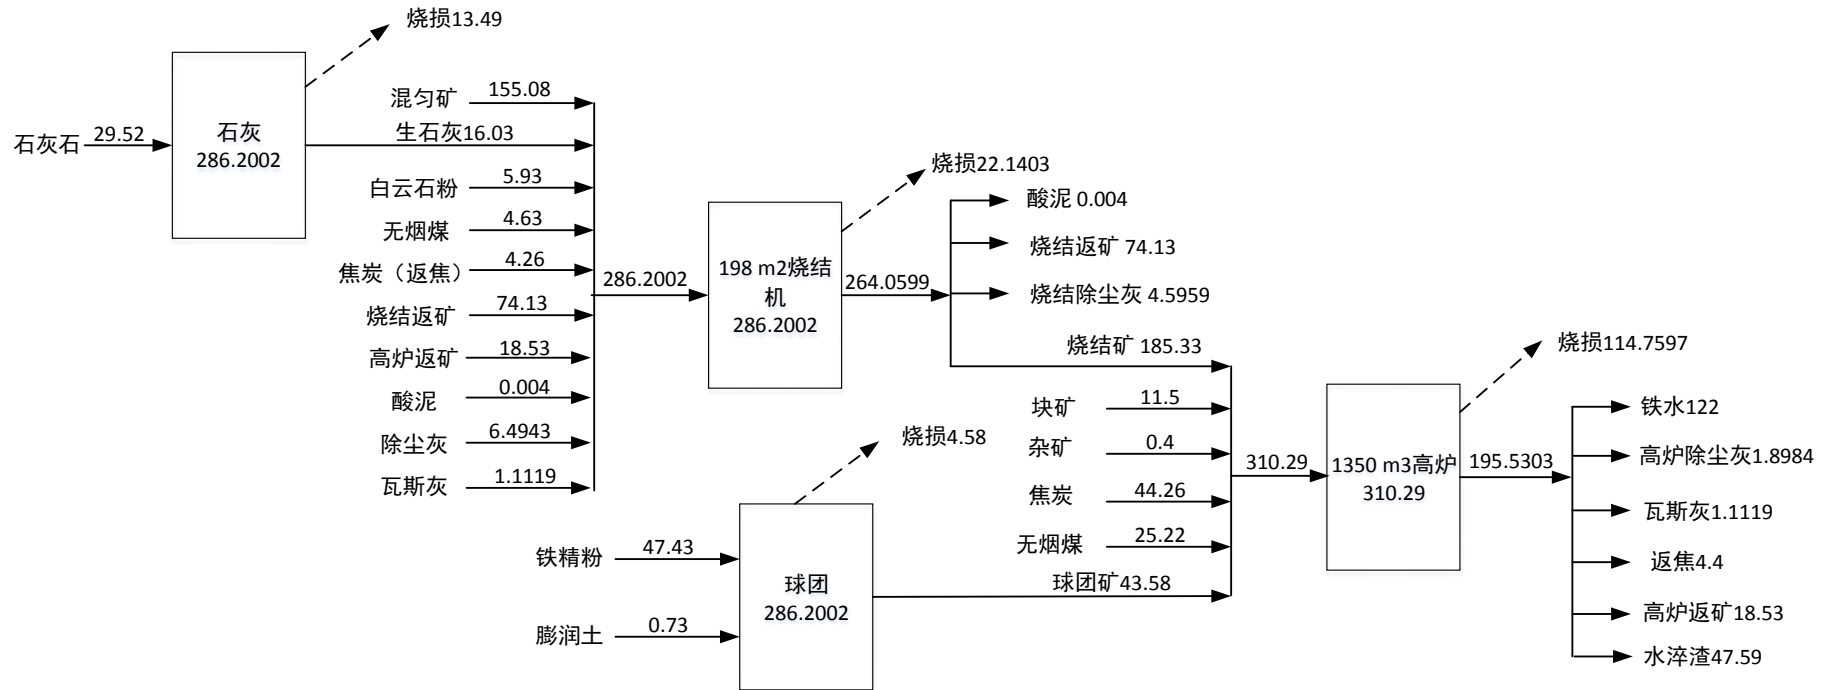 烧损13.49
混匀矿 155.08
石灰石 29.52
石灰
286.2002
生石灰16.03
白云石粉 5.93
无烟煤 4.63
焦炭（返焦） 4.26
烧结返矿 74.13
高炉返矿 18.53
酸泥 0.004
除尘灰 6.4943
瓦斯灰 1.1119
286.2002
198 m2烧结
机
286.2002
烧损22.1403
264.0599
酸泥 0.004
烧结返矿 74.13
烧结除尘灰 4.5959
烧结矿 185.33
块矿 11.5
杂矿 0.4
焦炭 44.26
无烟煤 25.22
球团矿43.58
铁精粉 47.43
膨润土 0.73
球团
286.2002
烧损4.58
310.29
1350 m3高炉
310.29
烧损114.7597
195.5303
铁水122
高炉除尘灰1.8984
瓦斯灰1.1119
返焦4.4
高炉返矿18.53
水淬渣47.59